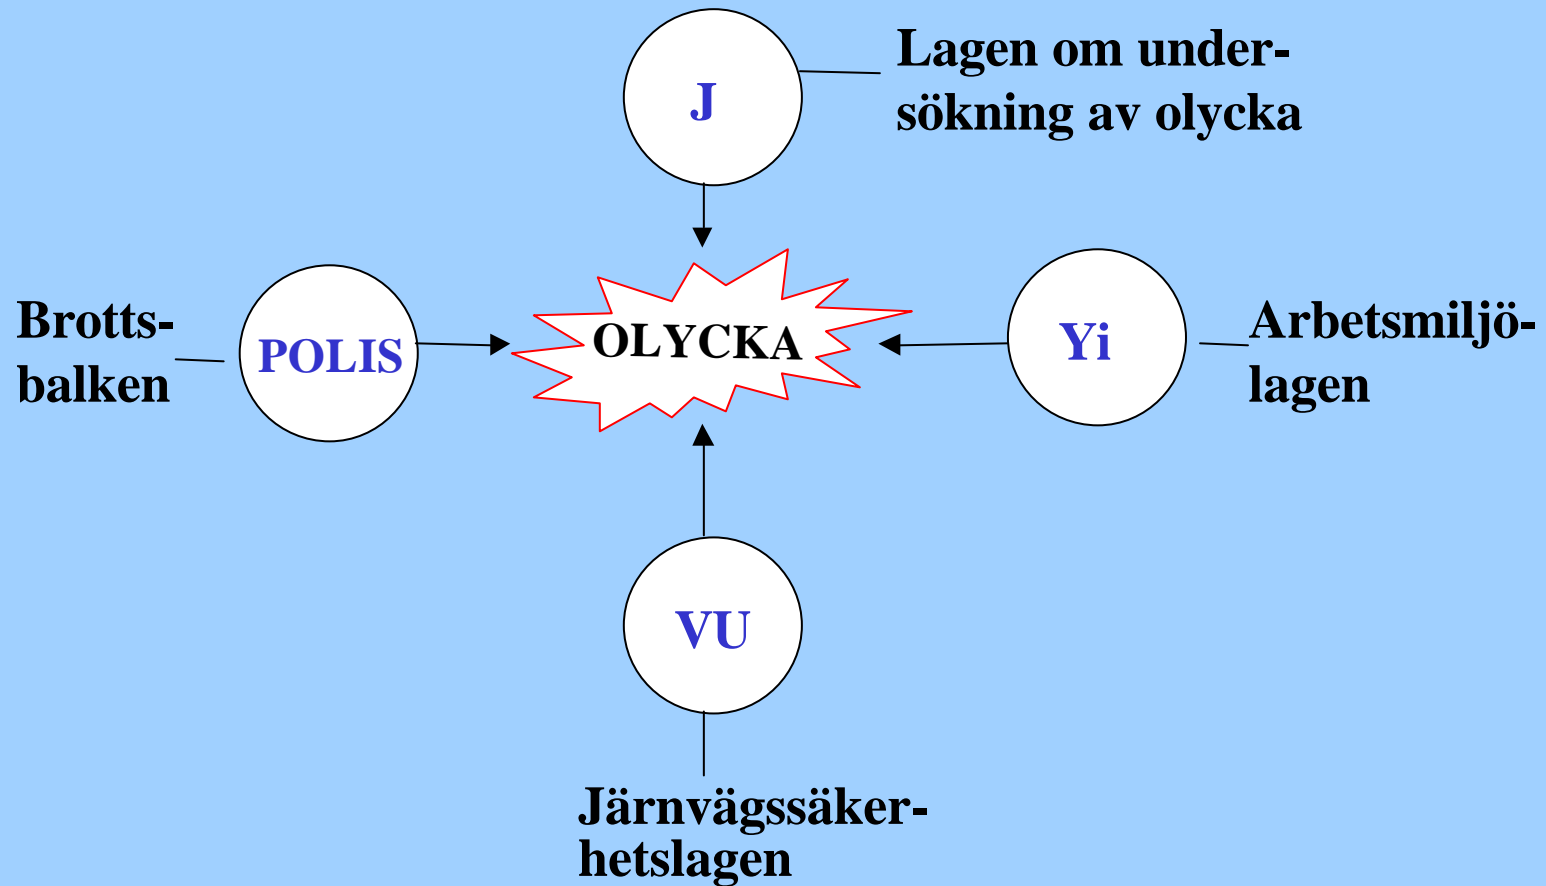 J
Lagen om under-
sökning av olycka
Brotts-
balken
POLIS
OLYCKA
Yi
Arbetsmiljö-
lagen
VU
Järnvägssäker-
hetslagen